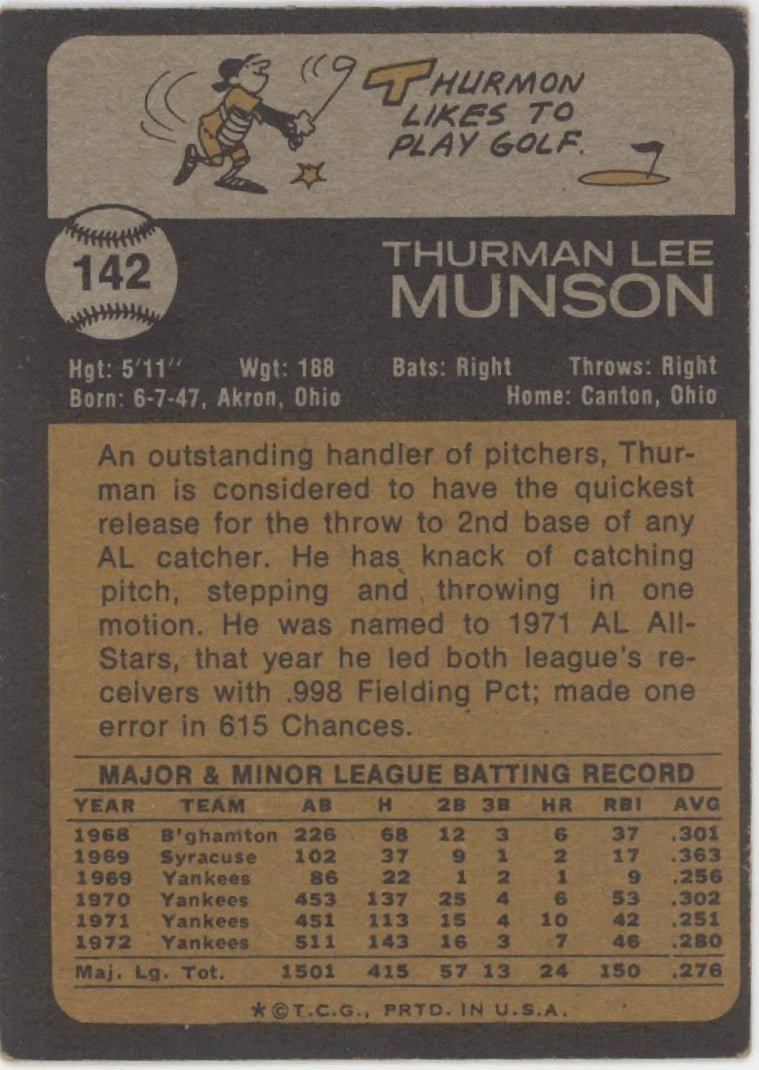 THURMON
LIKES TO
PLAY GOLF.
142
THURMAN LEE
MUNSON
Hgt: 5'11" Wgt: 188 Bats: Right Throws: Right
Born: 6-7-47, Akron, Ohio Home: Canton, Ohio
An outstanding handler of pitchers, Thur-
man is considered to have the quickest
release for the throw to 2nd base of any
AL catcher. He has knack of catching
pitch, stepping and throwing in one
motion. He was named to 1971 AL All-
Stars, that year he led both league's re-
ceivers with .998 Fielding Pct; made one
error in 615 Chances.
MAJOR & MINOR LEAGUE BATTING RECORD
YEAR TEAM AB H 2B 3B HR RBI AVG
1968 B'ghamton 226 68 12 3 6 37 .301
1969 Syracuse 102 37 9 1 2 17 .363
1969 Yankees 86 22 1 2 1 9 .256
1970 Yankees 453 137 25 4 6 53 .302
1971 Yankees 451 113 15 4 10 42 .251
1972 Yankees 511 143 16 3 7 46 .280
Maj. Lg. Tot. 1501 415 57 13 24 150 .276
*©T.C.G., PRTD. IN U.S.A.